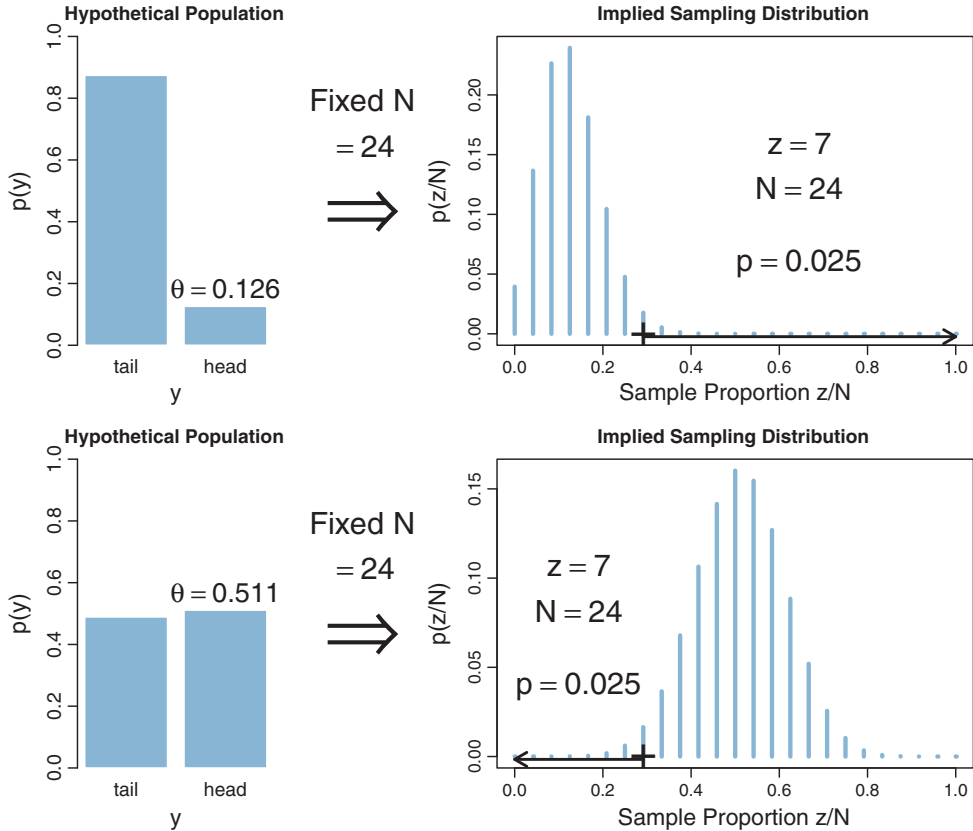 Hypothetical Population
1.0
0.8
0.6
0.4
0.2
0.0
p(y)
θ = 0.126
tail head
y
Fixed N
= 24
⇒
Implied Sampling Distribution
0.20
0.15
0.10
0.05
0.00
p(z/N)
z = 7
N = 24
p = 0.025
0.0 0.2 0.4 0.6 0.8 1.0
Sample Proportion z/N
Hypothetical Population
1.0
0.8
0.6
0.4
0.2
0.0
p(y)
θ = 0.511
tail head
y
Fixed N
= 24
⇒
Implied Sampling Distribution
0.15
0.10
0.05
0.00
p(z/N)
z = 7
N = 24
p = 0.025
0.0 0.2 0.4 0.6 0.8 1.0
Sample Proportion z/N